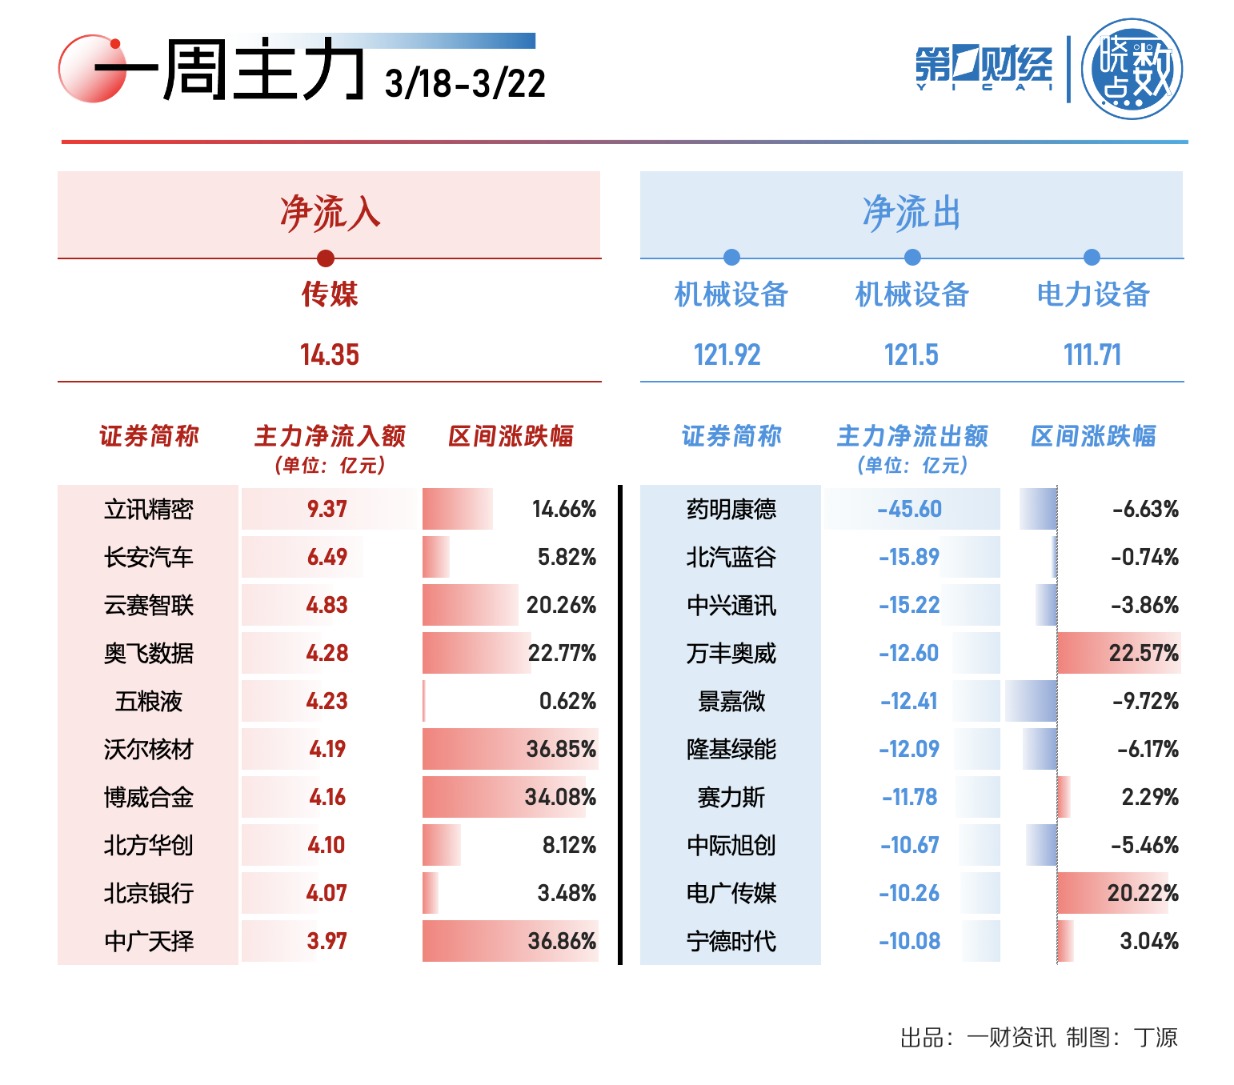 一周主力 3/18-3/22
第一财经
YICAI
晓数点
净流入
传媒
14.35
证券简称 主力净流入额 区间涨跌幅
(单位：亿元)
立讯精密 9.37 14.66%
长安汽车 6.49 5.82%
云赛智联 4.83 20.26%
奥飞数据 4.28 22.77%
五粮液 4.23 0.62%
沃尔核材 4.19 36.85%
博威合金 4.16 34.08%
北方华创 4.10 8.12%
北京银行 4.07 3.48%
中广天择 3.97 36.86%
净流出
机械设备 机械设备 电力设备
121.92 121.5 111.71
证券简称 主力净流出额 区间涨跌幅
(单位：亿元)
药明康德 -45.60 -6.63%
北汽蓝谷 -15.89 -0.74%
中兴通讯 -15.22 -3.86%
万丰奥威 -12.60 22.57%
景嘉微 -12.41 -9.72%
隆基绿能 -12.09 -6.17%
赛力斯 -11.78 2.29%
中际旭创 -10.67 -5.46%
电广传媒 -10.26 20.22%
宁德时代 -10.08 3.04%
出品：一财资讯 制图：丁源